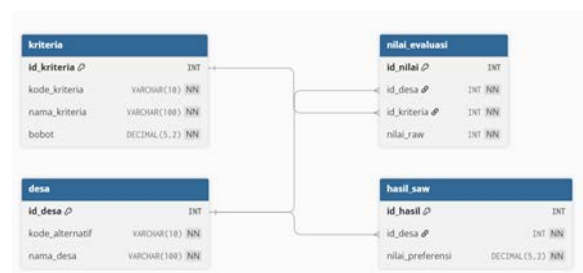 kriteria
id_kriteria INT
kode_kriteria VARCHAR(10) NN
nama_kriteria VARCHAR(100) NN
bobot DECIMAL(5,2) NN
nilai_evaluasi
id_nilai INT
id_desa INT NN
id_kriteria INT NN
nilai_raw INT NN
desa
id_desa INT
kode_alternatif VARCHAR(10) NN
nama_desa VARCHAR(100) NN
hasil_saw
id_hasil INT
id_desa INT NN
nilai_preferensi DECIMAL(5,2) NN